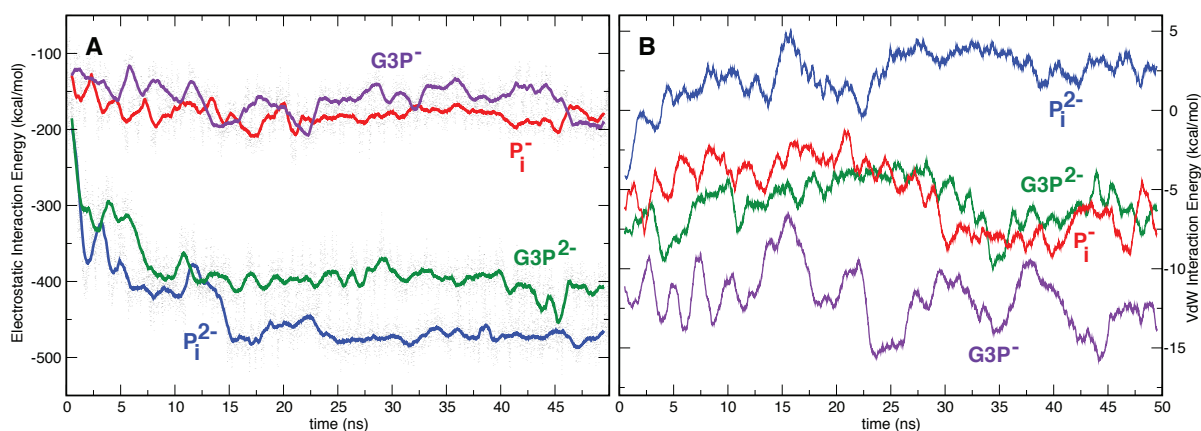 A
G3P-
Pi-
G3P2-
Pi2-
-100
-200
-300
-400
-500
Electrostatic Interaction Energy (kcal/mol)
0 5 10 15 20 25 30 35 40 45
time (ns)
B
Pi2-
G3P2-
Pi-
G3P-
5
0
-5
-10
-15
VdW Interaction Energy (kcal/mol)
0 5 10 15 20 25 30 35 40 45 50
time (ns)